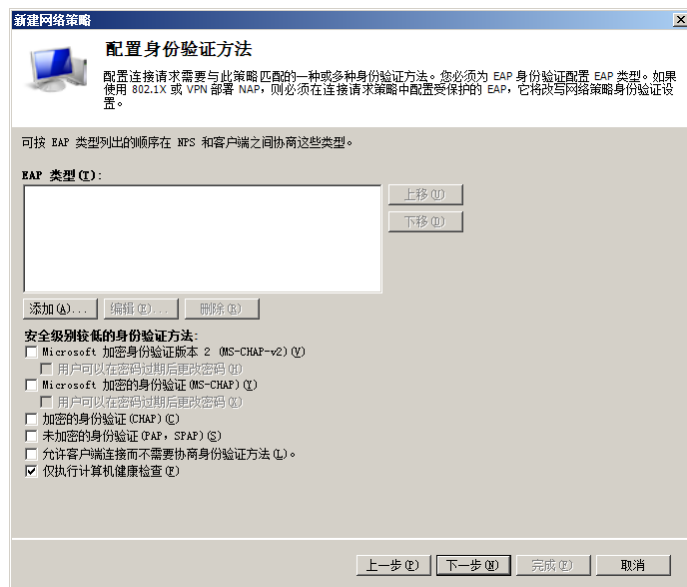 新建网络策略
配置身份验证方法
配置连接请求需要与此策略匹配的一种或多种身份验证方法。您必须为 EAP 身份验证配置 EAP 类型。如果
使用 802.1X 或 VPN 部署 NAP，则必须在连接请求策略中配置受保护的 EAP，它将改写网络策略身份验证设
置。
可按 EAP 类型列出的顺序在 NPS 和客户端之间协商这些类型。
EAP 类型(T):
上移(U)
下移(D)
添加(A)... 编辑(E)... 删除(R)
安全级别较低的身份验证方法:
Microsoft 加密身份验证版本 2 (MS-CHAP-v2)(V)
用户可以在密码过期后更改密码(H)
Microsoft 加密的身份验证(MS-CHAP)(Y)
用户可以在密码过期后更改密码(X)
加密的身份验证(CHAP)(C)
未加密的身份验证(PAP，SPAP)(S)
允许客户端连接而不需要协商身份验证方法(L)。
仅执行计算机健康检查(F)
上一步(P) 下一步(N) 完成(F) 取消